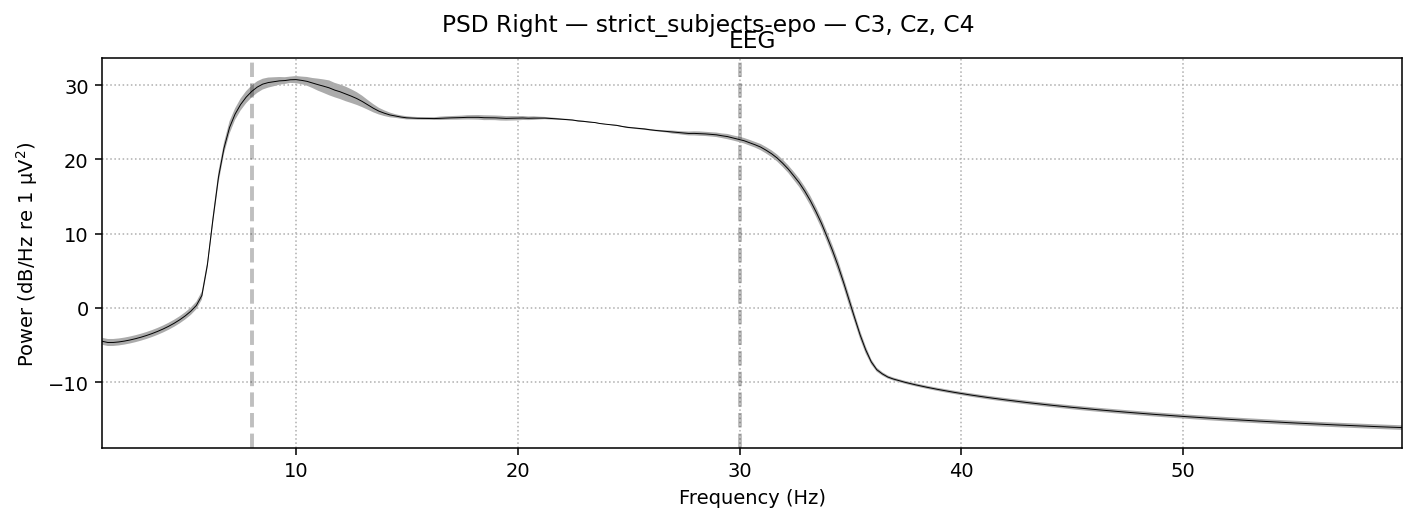 PSD Right — strict_subjects-epo — C3, Cz, C4
EEG
30
20
10
0
−10
Power (dB/Hz re 1 µV²)
10
20
30
40
50
Frequency (Hz)